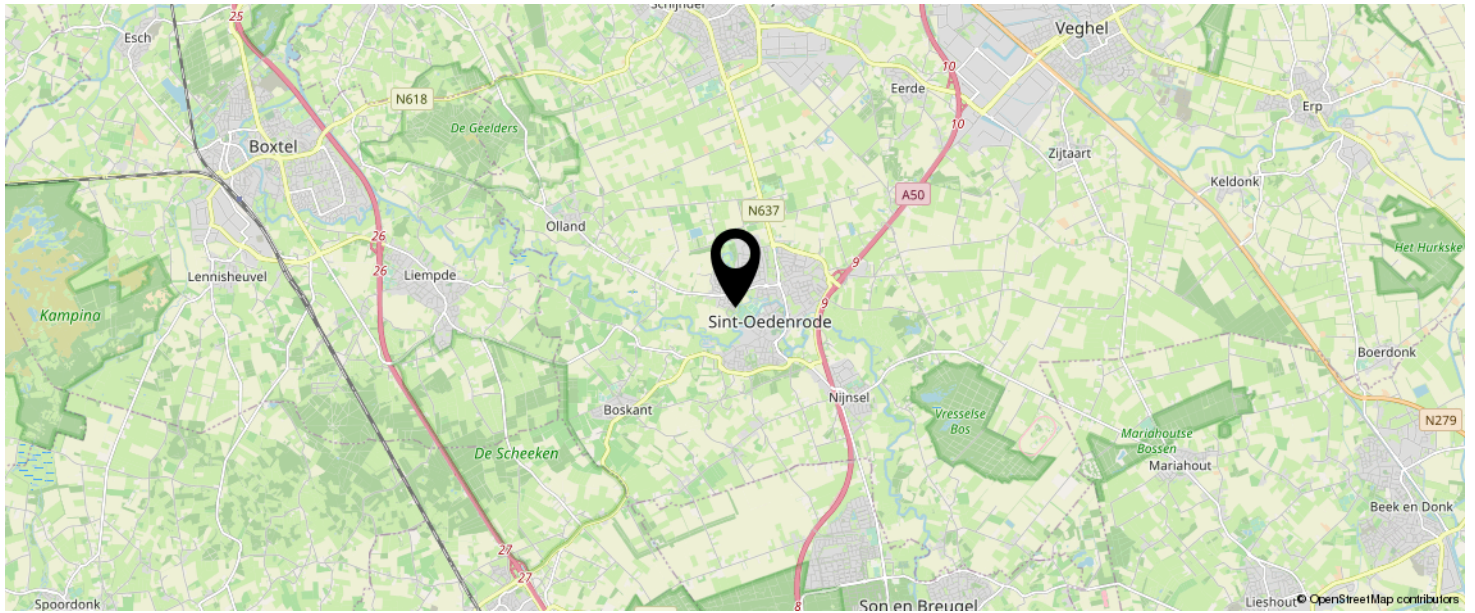 25
Schijndel
Esch
Veghel
10
Eerde
N618
Erp
De Geelders
10
Boxtel
Zijtaart
Keldonk
A50
N637
Olland
26
Het Hurkske
9
26
Liempde
Lennisheuvel
9
Kampina
Sint-Oedenrode
Boerdonk
Nijnsel
Boskant
Vresselse
Bos
N279
Mariahoutse
Bossen
De Scheeken
Mariahout
Beek en Donk
27
27
Spoordonk
8
Son en Breugel
Lieshout
© OpenStreetMap contributors